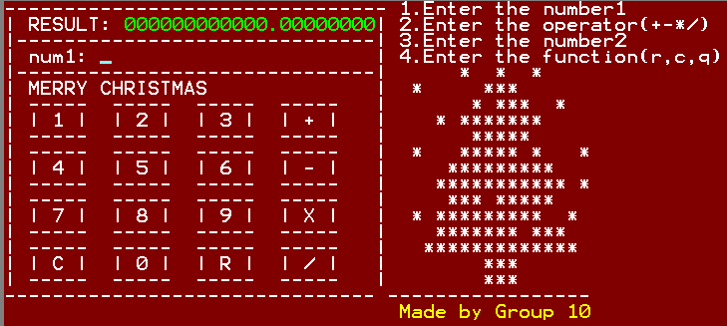 RESULT: 000000000000.00000000
num1: _
MERRY CHRISTMAS
| 1 | | 2 | | 3 | | + |
| 4 | | 5 | | 6 | | - |
| 7 | | 8 | | 9 | | X |
| C | | 0 | | R | | / |
1.Enter the number1
2.Enter the operator(+-*/)
3.Enter the number2
4.Enter the function(r,c,q)
Made by Group 10